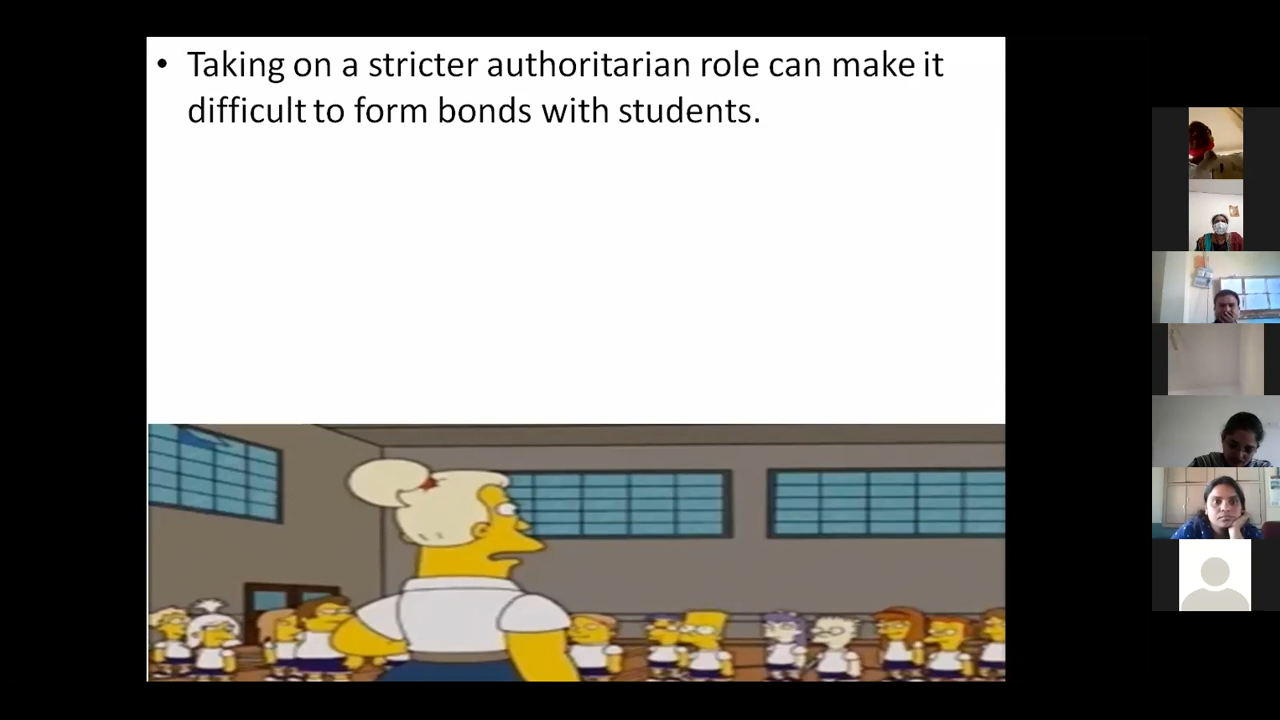 • Taking on a stricter authoritarian role can make it
difficult to form bonds with students.